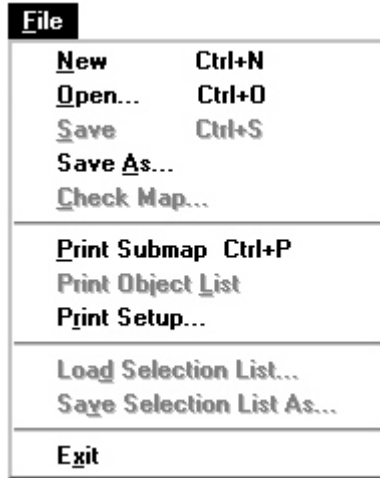 File
New Ctrl+N
Open... Ctrl+O
Save Ctrl+S
Save As...
Check Map...
Print Submap Ctrl+P
Print Object List
Print Setup...
Load Selection List...
Save Selection List As...
Exit